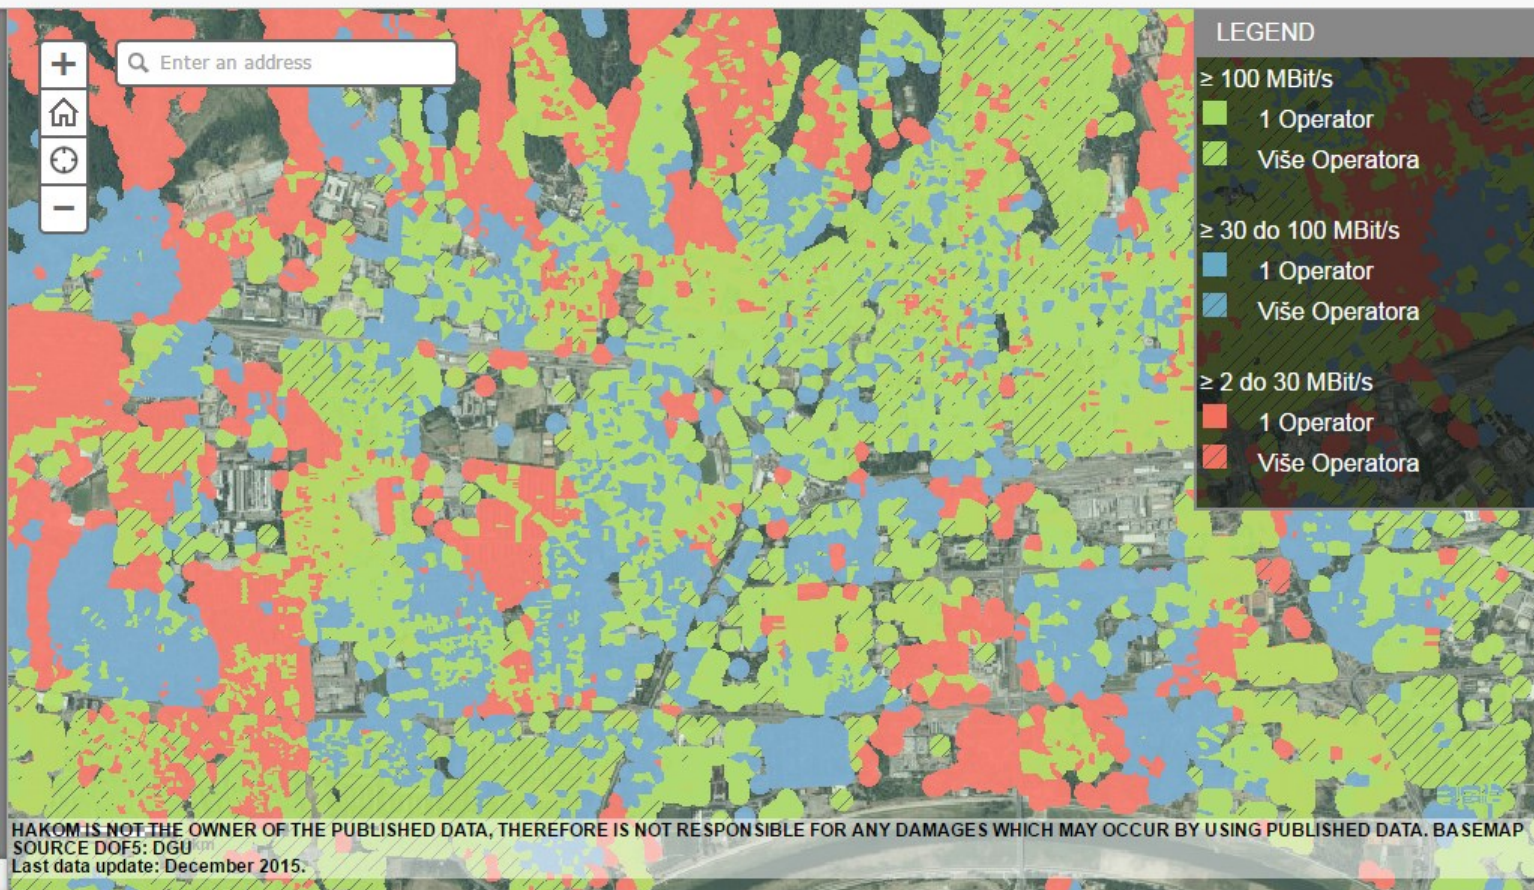 Enter an address
LEGEND
≥ 100 MBit/s
1 Operator
Više Operatora
≥ 30 do 100 MBit/s
1 Operator
Više Operatora
≥ 2 do 30 MBit/s
1 Operator
Više Operatora
HAKOM IS NOT THE OWNER OF THE PUBLISHED DATA, THEREFORE IS NOT RESPONSIBLE FOR ANY DAMAGES WHICH MAY OCCUR BY USING PUBLISHED DATA. BASEMAP
SOURCE DOF5: DGU
km
Last data update: December 2015.